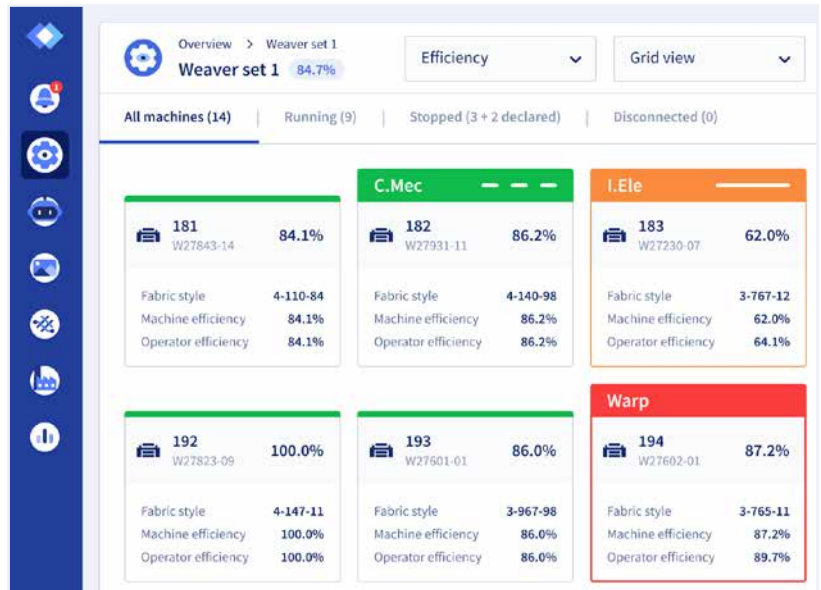 1
Overview > Weaver set 1
Weaver set 1 84.7%
Efficiency
Grid view
All machines (14) | Running (9) | Stopped (3 + 2 declared) | Disconnected (0)
181
W27843-14
84.1%
Fabric style 4-110-84
Machine efficiency 84.1%
Operator efficiency 84.1%
C.Mec
182
W27931-11
86.2%
Fabric style 4-140-98
Machine efficiency 86.2%
Operator efficiency 86.2%
I.Ele
183
W27230-07
62.0%
Fabric style 3-767-12
Machine efficiency 62.0%
Operator efficiency 64.1%
192
W27823-09
100.0%
Fabric style 4-147-11
Machine efficiency 100.0%
Operator efficiency 100.0%
193
W27601-01
86.0%
Fabric style 3-967-98
Machine efficiency 86.0%
Operator efficiency 86.0%
Warp
194
W27602-01
87.2%
Fabric style 3-765-11
Machine efficiency 87.2%
Operator efficiency 89.7%